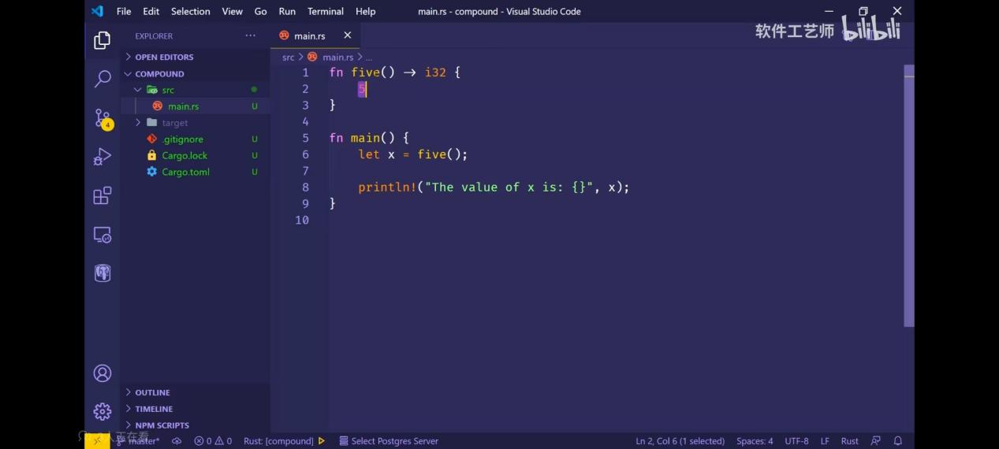 File Edit Selection View Go Run Terminal Help main.rs - compound - Visual Studio Code
软件工艺师 bilibili
EXPLORER
main.rs
OPEN EDITORS
src > main.rs > ...
COMPOUND
src
main.rs U
target
.gitignore U
Cargo.lock U
Cargo.toml U
4
1 fn five() → i32 {
2 5
3 }
4
5 fn main() {
6 let x = five();
7
8 println!("The value of x is: {}", x);
9 }
10
OUTLINE
TIMELINE
NPM SCRIPTS
人正在看
master* 0 0 Rust: [compound] Select Postgres Server Ln 2, Col 6 (1 selected) Spaces: 4 UTF-8 LF Rust